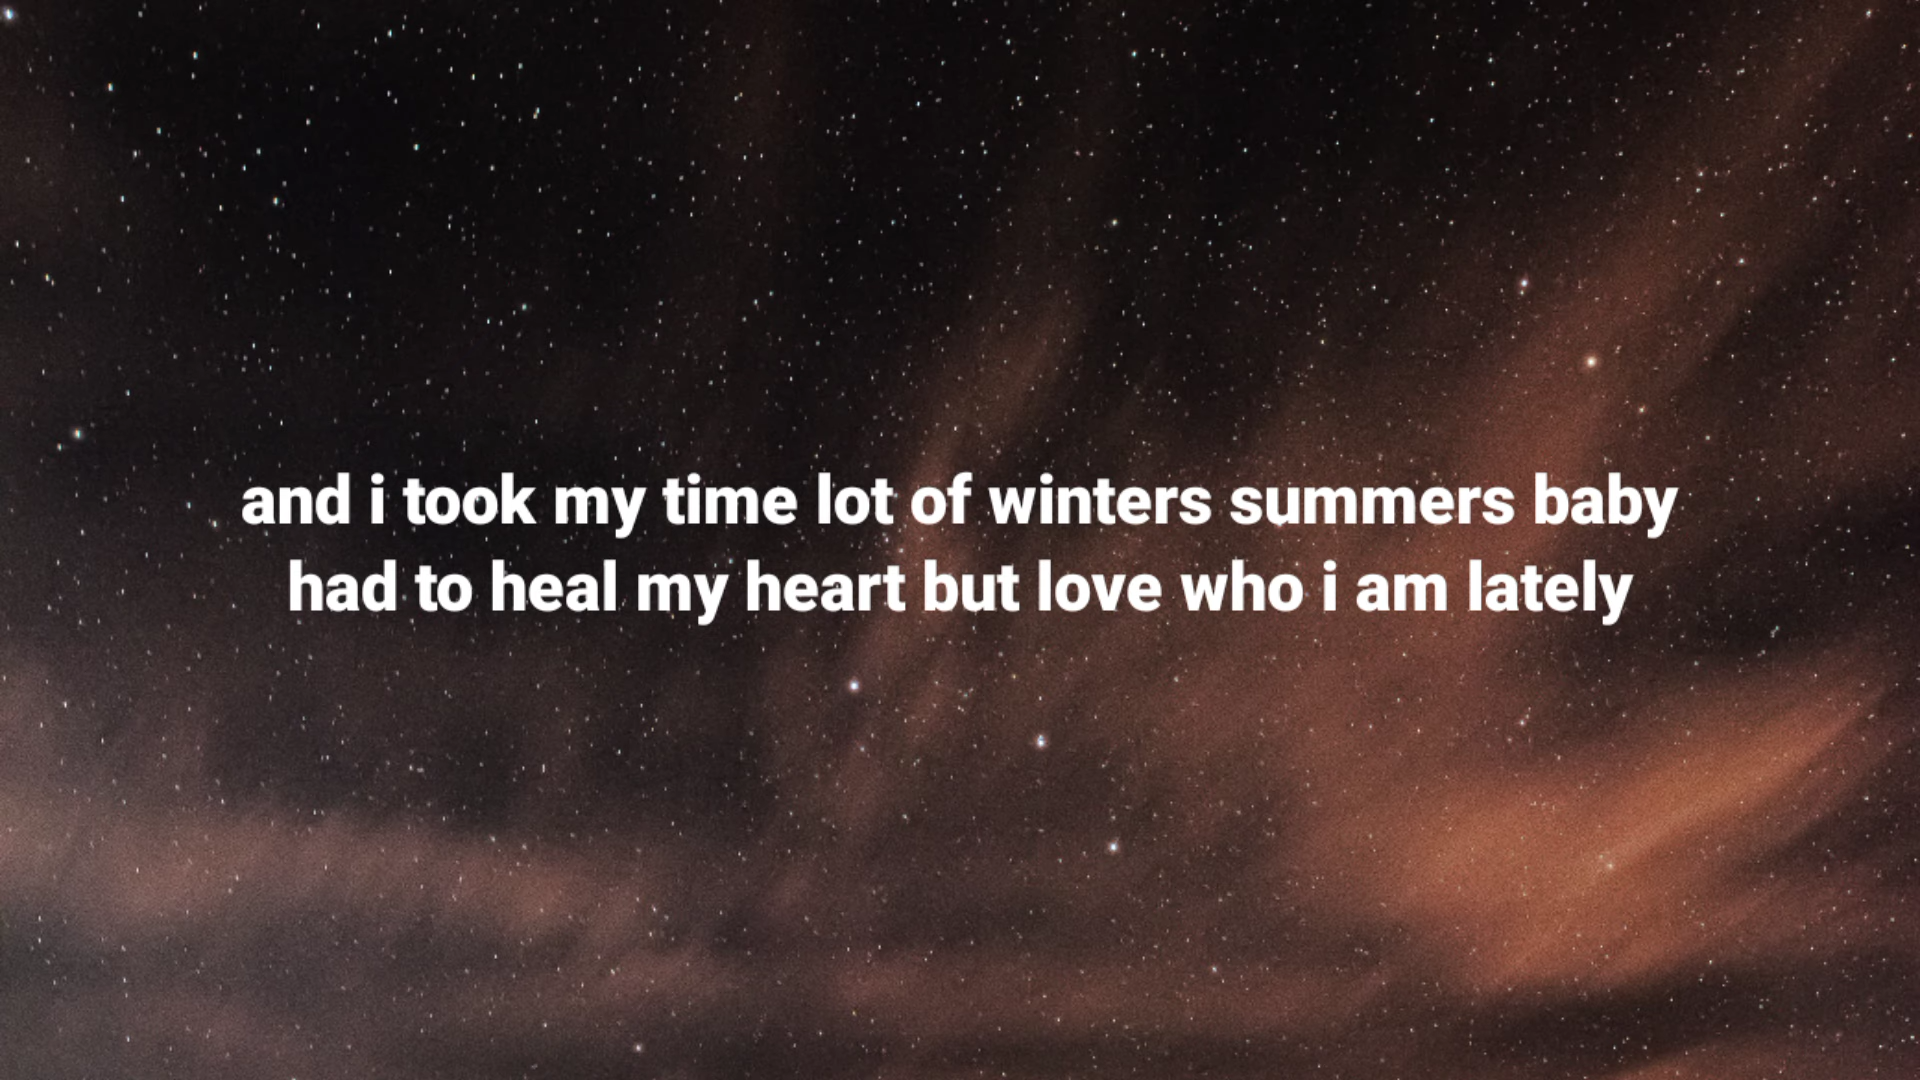 and i took my time lot of winters summers baby
had to heal my heart but love who i am lately